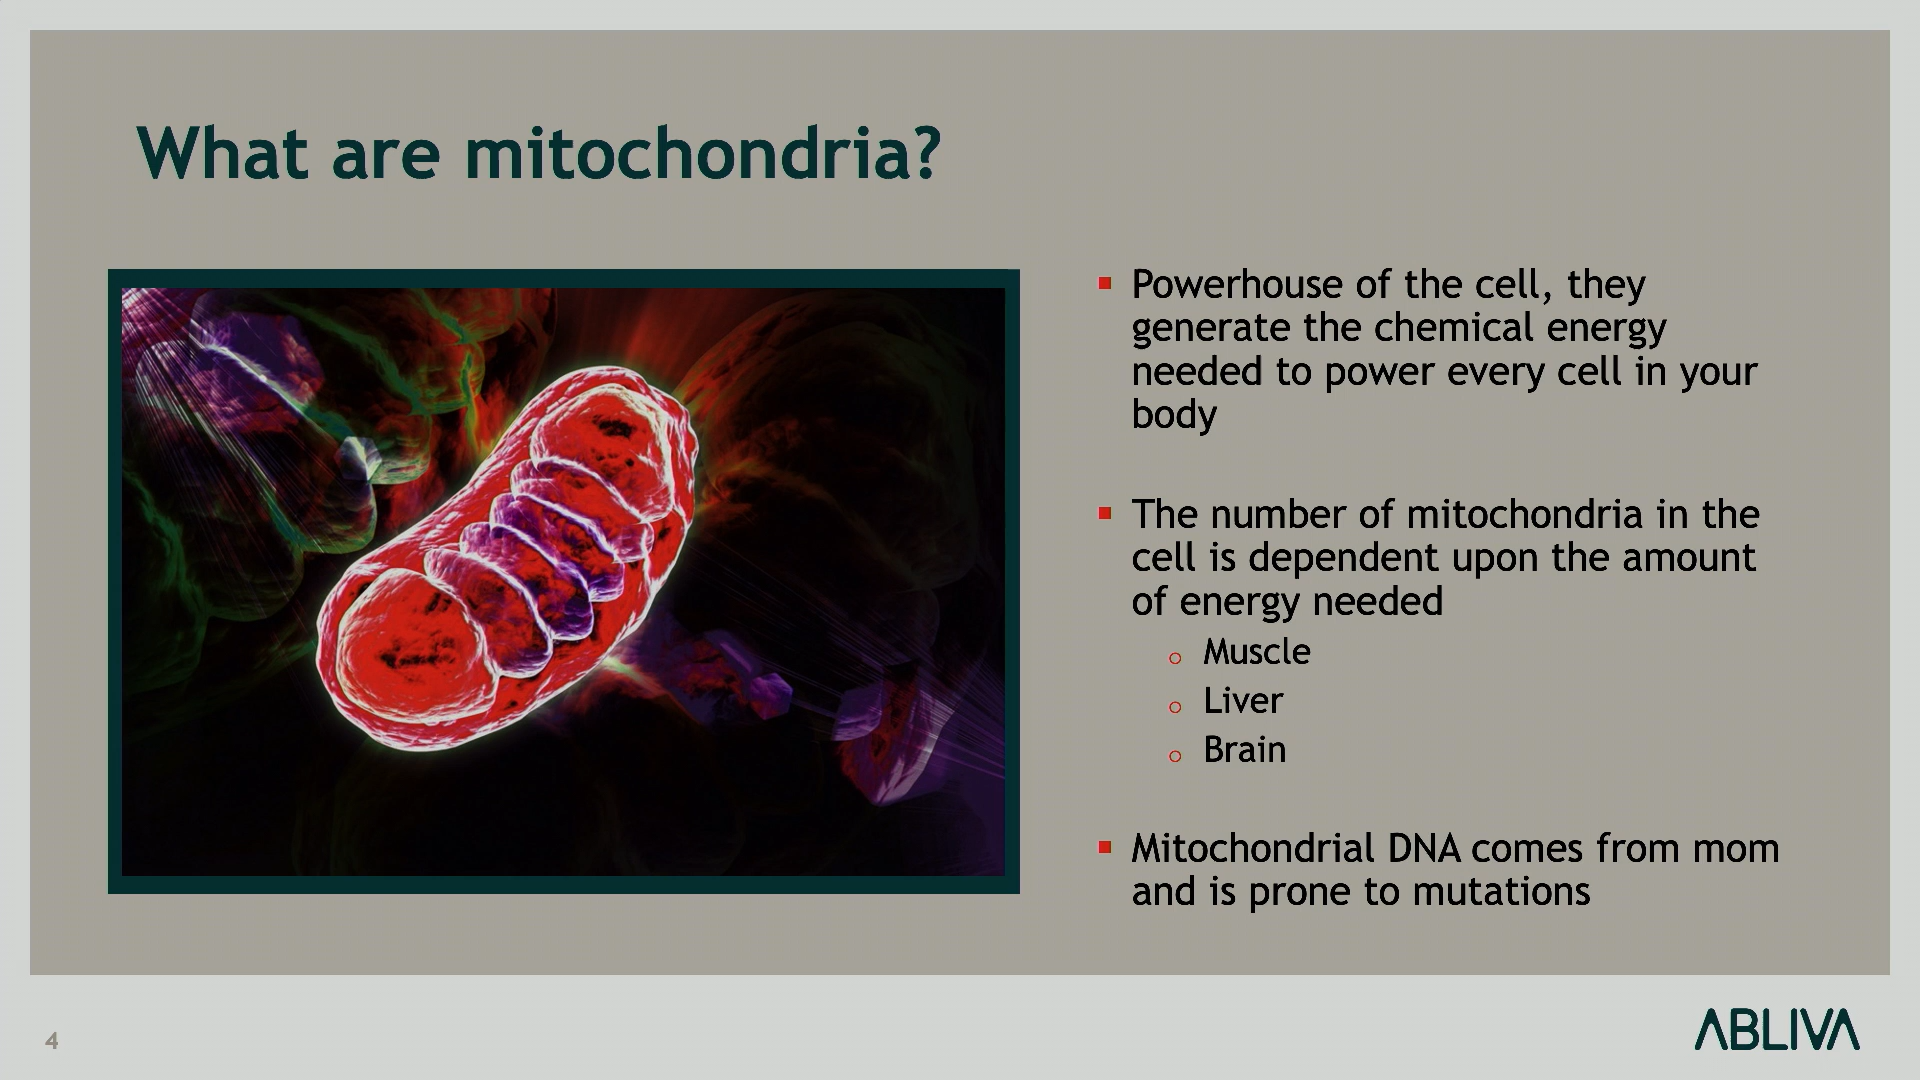 What are mitochondria?
▪ Powerhouse of the cell, they
generate the chemical energy
needed to power every cell in your
body
▪ The number of mitochondria in the
cell is dependent upon the amount
of energy needed
o Muscle
o Liver
o Brain
▪ Mitochondrial DNA comes from mom
and is prone to mutations
4
ABLIVA